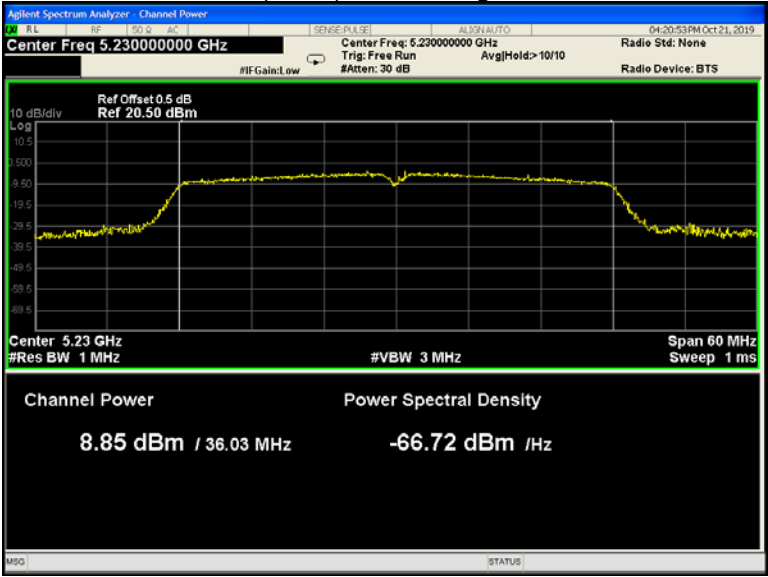 Agilent Spectrum Analyzer - Channel Power
RL RF 50 Ω AC SENSE:PULSE ALIGNAUTO 04:20:53PM Oct 21, 2019
Center Freq 5.230000000 GHz Center Freq: 5.230000000 GHz Radio Std: None
Trig: Free Run Avg|Hold:>10/10
#IFGain:Low #Atten: 30 dB Radio Device: BTS
Ref Offset 0.5 dB
10 dB/div Ref 20.50 dBm
Log
10.5
0.500
-9.50
-19.5
-29.5
-39.5
-49.5
-59.5
-69.5
Center 5.23 GHz Span 60 MHz
#Res BW 1 MHz #VBW 3 MHz Sweep 1 ms
Channel Power Power Spectral Density
8.85 dBm / 36.03 MHz -66.72 dBm /Hz
MSG STATUS